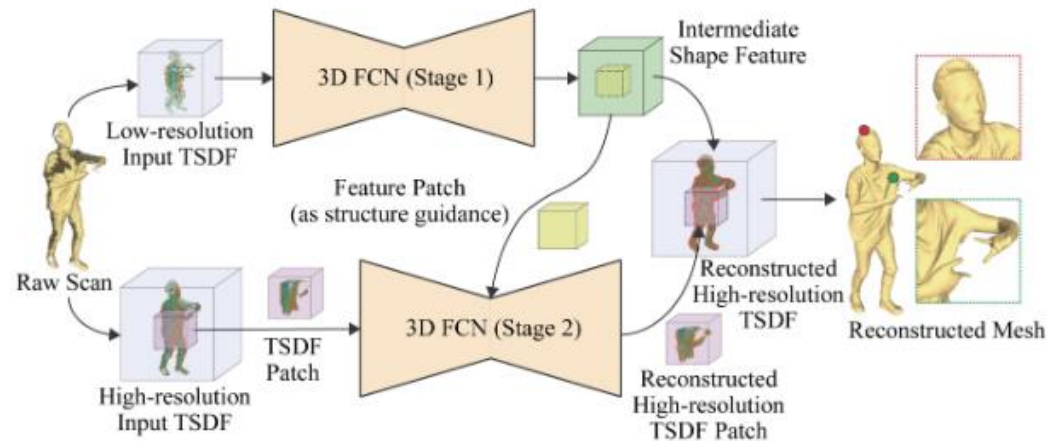 3D FCN (Stage 1)
Intermediate
Shape Feature
Low-resolution
Input TSDF
Feature Patch
(as structure guidance)
Raw Scan
3D FCN (Stage 2)
TSDF
Patch
High-resolution
Input TSDF
Reconstructed
High-resolution
TSDF Patch
Reconstructed
High-resolution
TSDF
Reconstructed Mesh